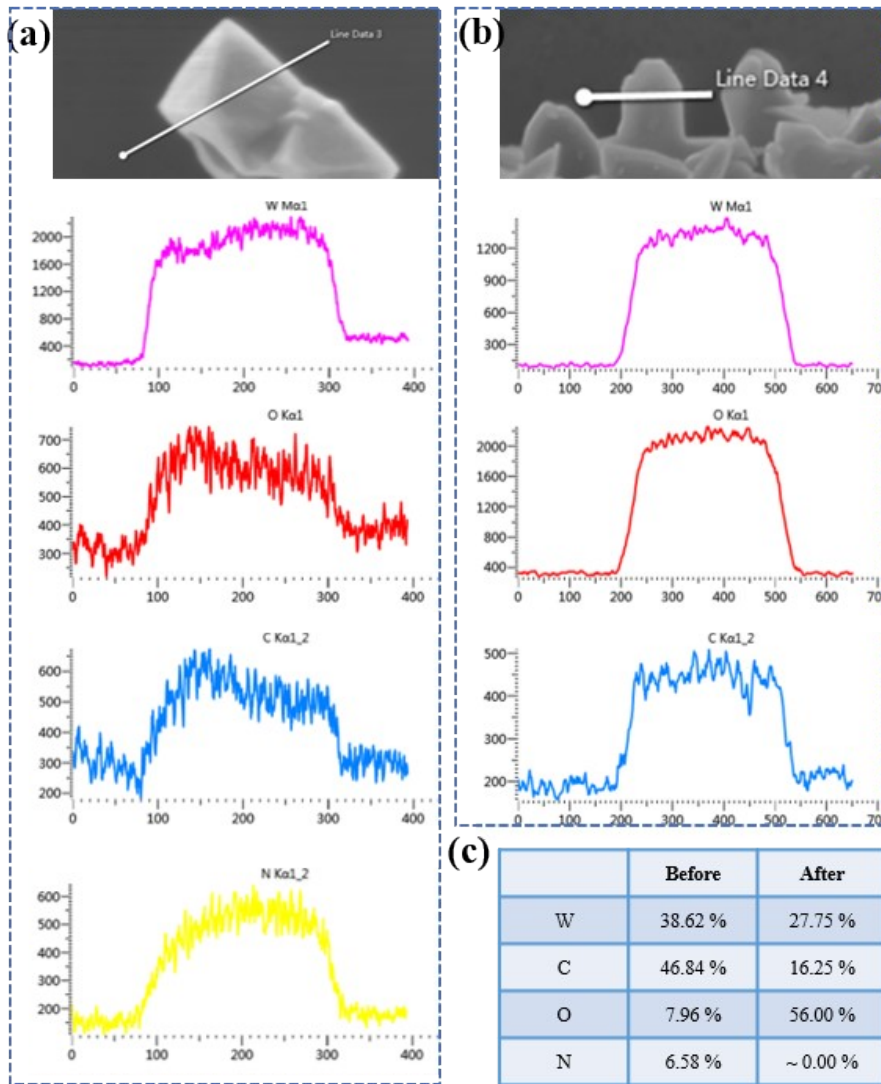 (a)
Line Data 3
W Mα1
2000
1600
1200
800
400
0 100 200 300 400
O Kα1
700
600
500
400
300
0 100 200 300 400
C Kα1_2
600
500
400
300
200
0 100 200 300 400
N Kα1_2
600
500
400
300
200
0 100 200 300 400
(b)
Line Data 4
W Mα1
1200
900
600
300
0 100 200 300 400 500 600 70
O Kα1
2000
1600
1200
800
400
0 100 200 300 400 500 600 70
C Kα1_2
500
400
300
200
0 100 200 300 400 500 600 70
(c)
Before After
W 38.62 % 27.75 %
C 46.84 % 16.25 %
O 7.96 % 56.00 %
N 6.58 % ~ 0.00 %